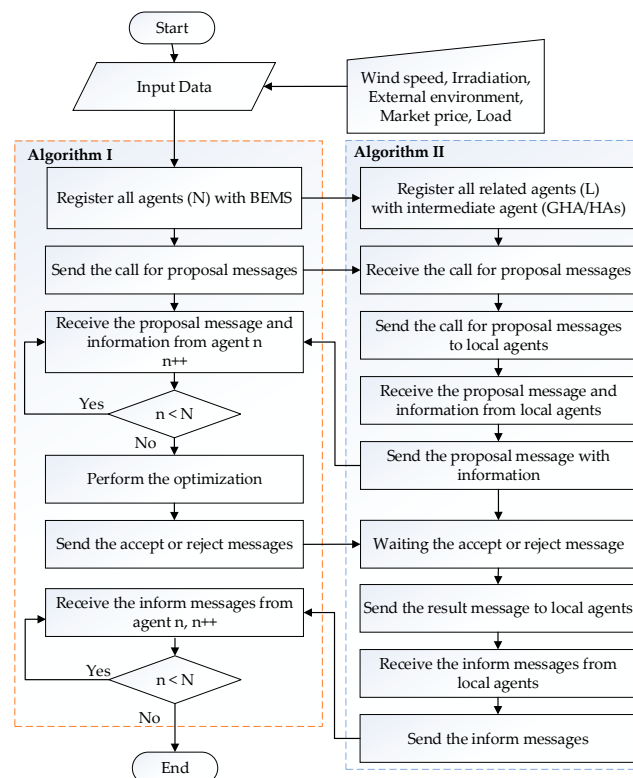 Start
Input Data
Wind speed, Irradiation,
External environment,
Market price, Load
Algorithm I
Register all agents (N) with BEMS
Send the call for proposal messages
Receive the proposal message and
information from agent n
n++
Yes
n < N
No
Perform the optimization
Send the accept or reject messages
Receive the inform messages from
agent n, n++
Yes
n < N
No
End
Algorithm II
Register all related agents (L)
with intermediate agent (GHA/HAs)
Receive the call for proposal messages
Send the call for proposal messages
to local agents
Receive the proposal message and
information from local agents
Send the proposal message with
information
Waiting the accept or reject message
Send the result message to local agents
Receive the inform messages from
local agents
Send the inform messages